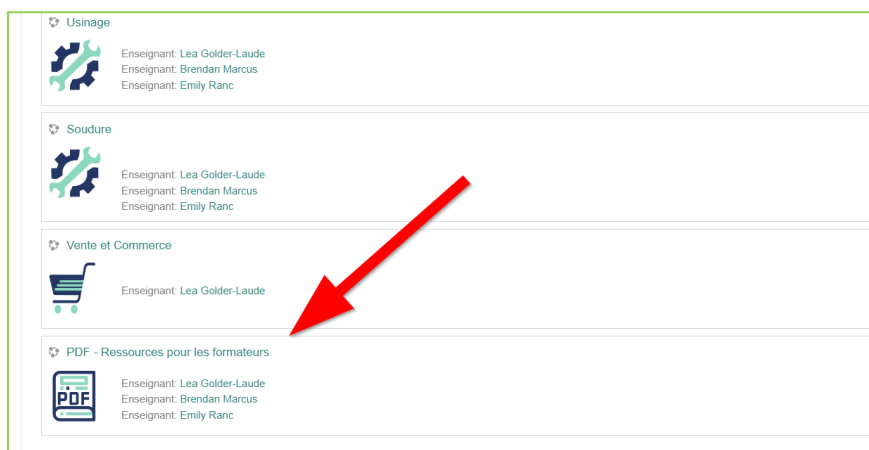 Usinage
Enseignant: Lea Golder-Laude
Enseignant: Brendan Marcus
Enseignant: Emily Ranc
Soudure
Enseignant: Lea Golder-Laude
Enseignant: Brendan Marcus
Enseignant: Emily Ranc
Vente et Commerce
Enseignant: Lea Golder-Laude
PDF - Ressources pour les formateurs
PDF
Enseignant: Lea Golder-Laude
Enseignant: Brendan Marcus
Enseignant: Emily Ranc